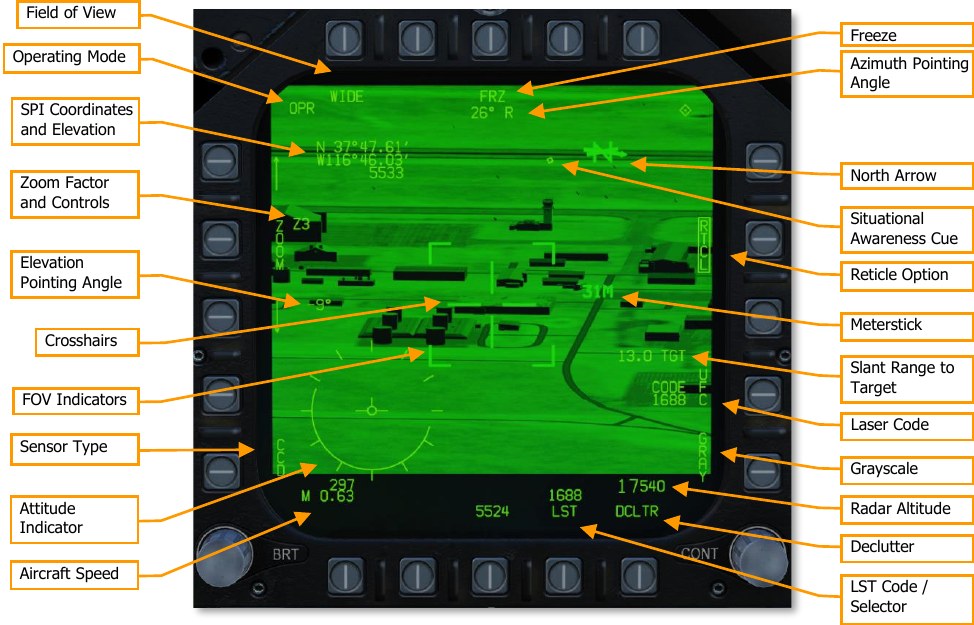 Field of View
Operating Mode
SPI Coordinates
and Elevation
Zoom Factor
and Controls
Elevation
Pointing Angle
Crosshairs
FOV Indicators
Sensor Type
Attitude
Indicator
Aircraft Speed
WIDE
FRZ
OPR
26° R
N 37°47.61'
W116°46.03'
5533
Z3
ZOOM
RTCL
-9°
31M
13.0 TGT
UFC
CODE
1688
CCD
GRAY
297
M 0.63
17540
1688
5524
LST
DCLTR
BRT
CONT
Freeze
Azimuth Pointing
Angle
North Arrow
Situational
Awareness Cue
Reticle Option
Meterstick
Slant Range to
Target
Laser Code
Grayscale
Radar Altitude
Declutter
LST Code /
Selector